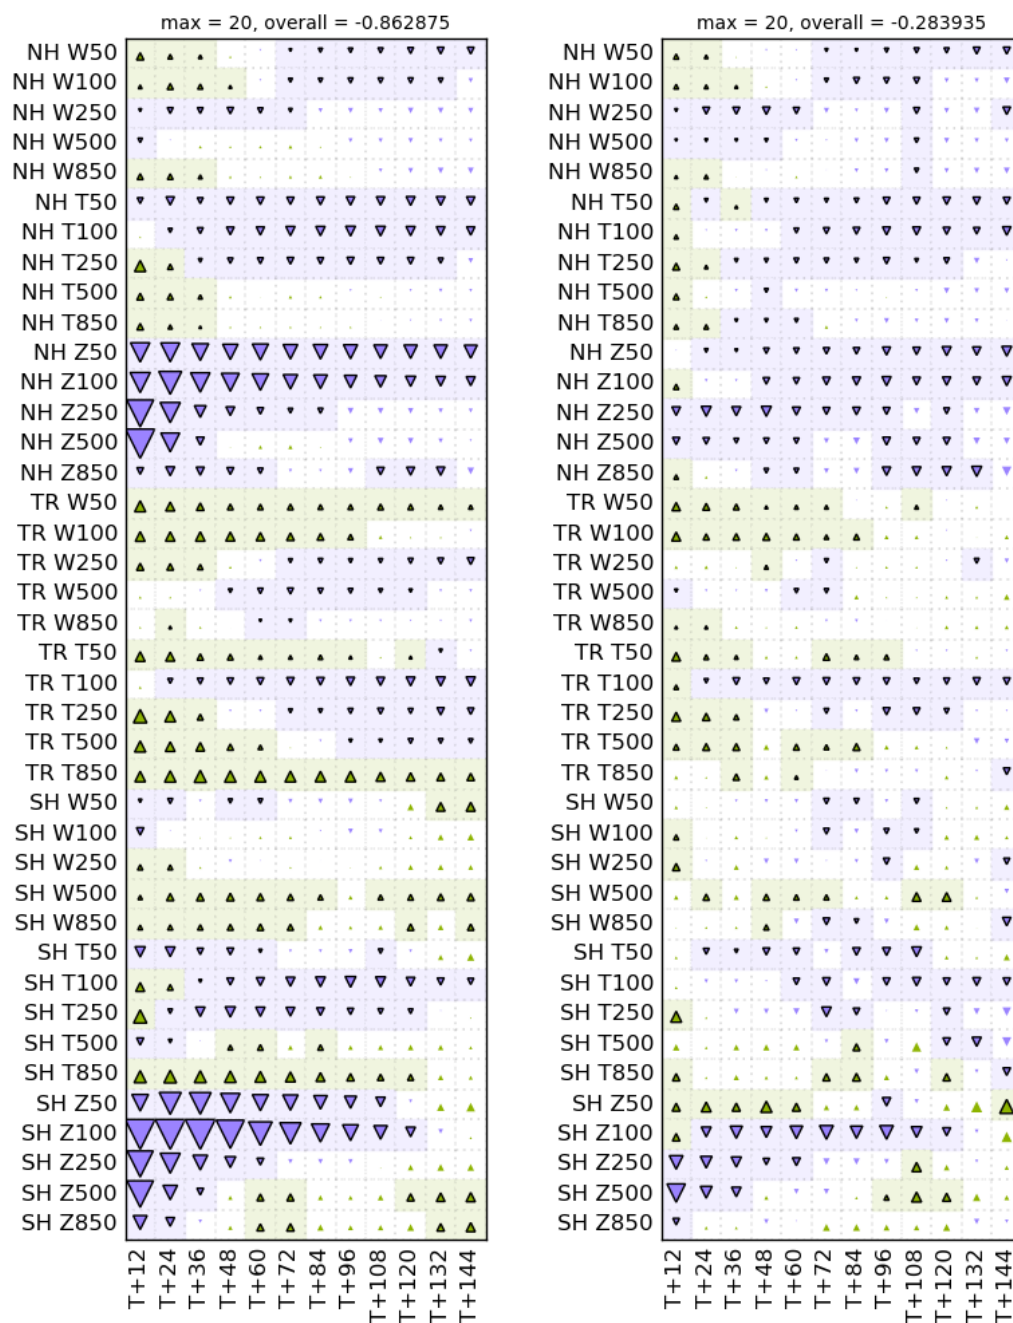 max = 20, overall = -0.862875
NH W50
NH W100
NH W250
NH W500
NH W850
NH T50
NH T100
NH T250
NH T500
NH T850
NH Z50
NH Z100
NH Z250
NH Z500
NH Z850
TR W50
TR W100
TR W250
TR W500
TR W850
TR T50
TR T100
TR T250
TR T500
TR T850
SH W50
SH W100
SH W250
SH W500
SH W850
SH T50
SH T100
SH T250
SH T500
SH T850
SH Z50
SH Z100
SH Z250
SH Z500
SH Z850
T+12
T+24
T+36
T+48
T+60
T+72
T+84
T+96
T+108
T+120
T+132
T+144
max = 20, overall = -0.283935
NH W50
NH W100
NH W250
NH W500
NH W850
NH T50
NH T100
NH T250
NH T500
NH T850
NH Z50
NH Z100
NH Z250
NH Z500
NH Z850
TR W50
TR W100
TR W250
TR W500
TR W850
TR T50
TR T100
TR T250
TR T500
TR T850
SH W50
SH W100
SH W250
SH W500
SH W850
SH T50
SH T100
SH T250
SH T500
SH T850
SH Z50
SH Z100
SH Z250
SH Z500
SH Z850
T+12
T+24
T+36
T+48
T+60
T+72
T+84
T+96
T+108
T+120
T+132
T+144